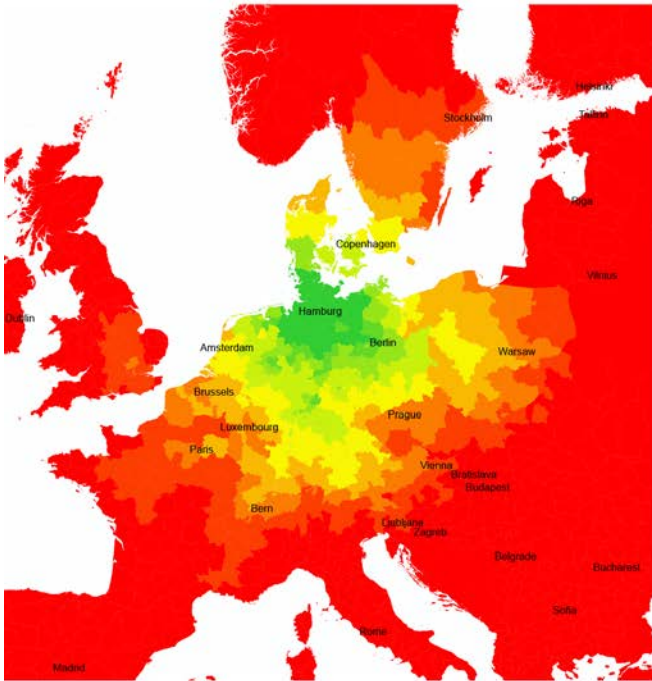 Helsinki
Stockholm
Tallinn
Riga
Copenhagen
Vilnius
Hamburg
Dublin
Berlin
Amsterdam
Warsaw
Brussels
Prague
Luxembourg
Paris
Vienna
Bratislava
Budapest
Bern
Ljubljana
Zagreb
Belgrade
Bucharest
Sofia
Rome
Madrid